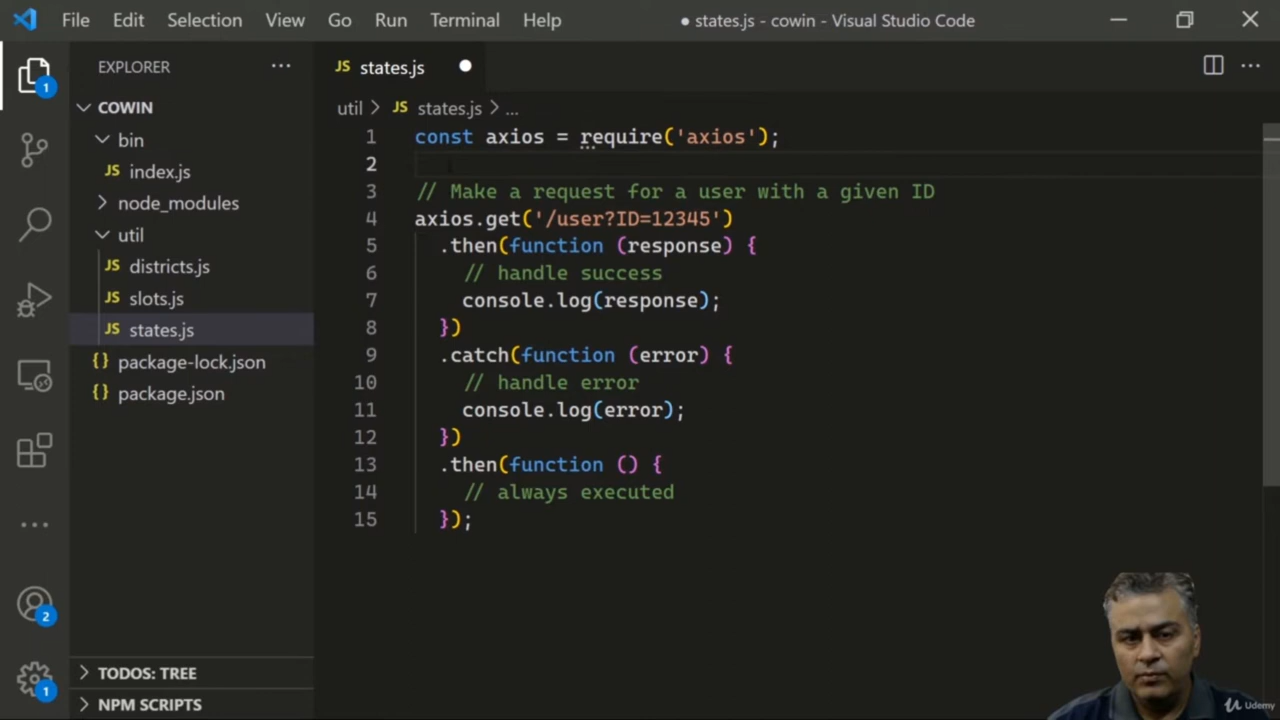 File Edit Selection View Go Run Terminal Help ● states.js - cowin - Visual Studio Code
EXPLORER ...
JS states.js ●
COWIN
util > JS states.js > ...
bin
JS index.js
node_modules
util
JS districts.js
JS slots.js
JS states.js
{} package-lock.json
{} package.json
1 const axios = require('axios');
2
3 // Make a request for a user with a given ID
4 axios.get('/user?ID=12345')
5 .then(function (response) {
6 // handle success
7 console.log(response);
8 })
9 .catch(function (error) {
10 // handle error
11 console.log(error);
12 })
13 .then(function () {
14 // always executed
15 });
1
2
1
TODOS: TREE
NPM SCRIPTS
Udemy